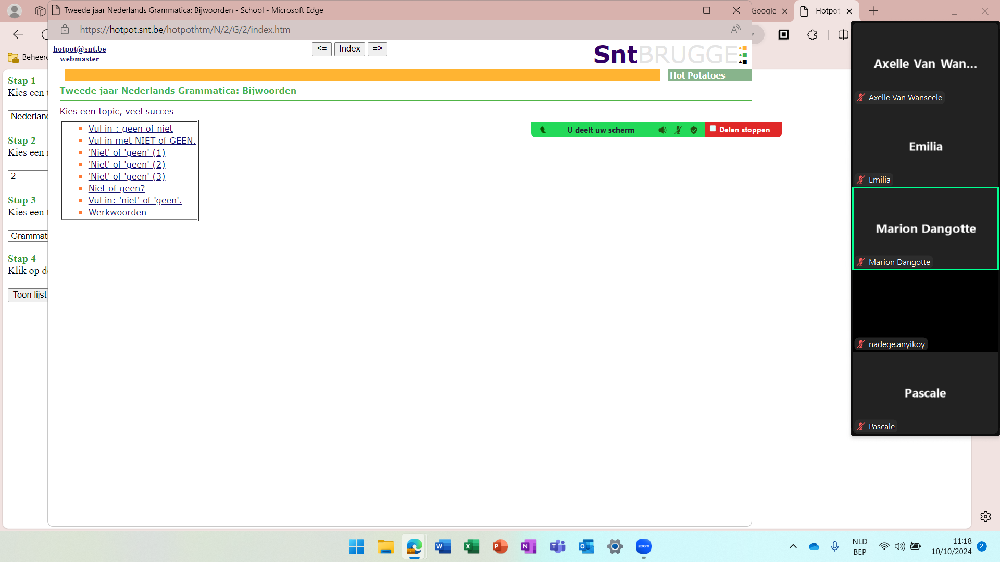 Tweede jaar Nederlands Grammatica: Bijwoorden - School - Microsoft Edge
Google
Hotpot
https://hotpot.snt.be/hotpothtm/N/2/G/2/index.htm
hotpot@snt.be
webmaster
<= Index =>
SntBRUGGE
Hot Potatoes
Tweede jaar Nederlands Grammatica: Bijwoorden
Kies een topic, veel succes
Vul in : geen of niet
Vul in met NIET of GEEN.
'Niet' of 'geen' (1)
'Niet' of 'geen' (2)
'Niet' of 'geen' (3)
Niet of geen?
Vul in: 'niet' of 'geen'.
Werkwoorden
U deelt uw scherm
Delen stoppen
Stap 1
Kies een
Stap 2
Kies een
2
Stap 3
Kies een
Stap 4
Klik op
Toon lijst
Axelle Van Wan...
Axelle Van Wanseele
Emilia
Emilia
Marion Dangotte
Marion Dangotte
nadege.anyikoy
Pascale
Pascale
zoom
NLD
BEP
11:18
10/10/2024
2